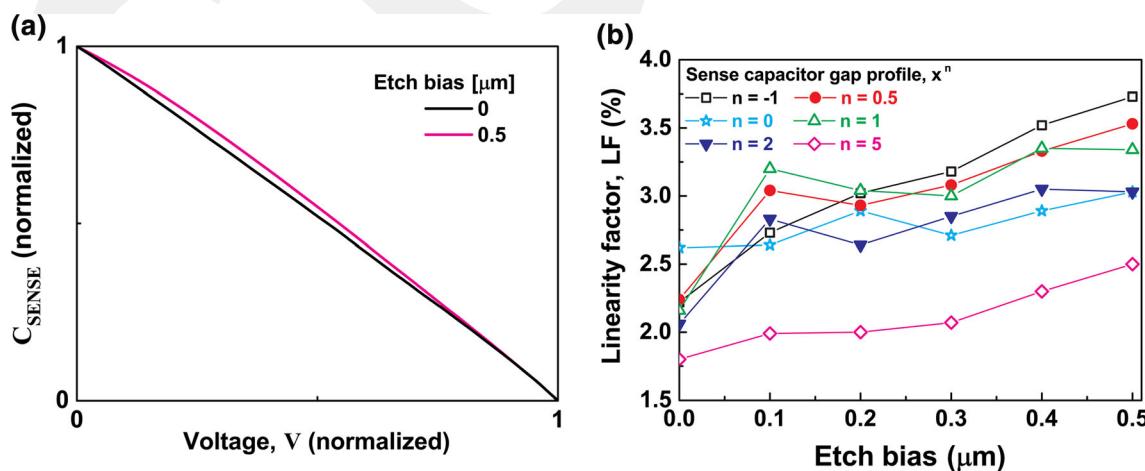 (a)
1
Etch bias [μm]
0
0.5
C_SENSE (normalized)
0
0
1
Voltage, V (normalized)
(b)
4.0
3.5
3.0
2.5
2.0
1.5
Sense capacitor gap profile, x^n
n = -1 n = 0.5
n = 0 n = 1
n = 2 n = 5
Linearity factor, LF (%)
0.0 0.1 0.2 0.3 0.4 0.5
Etch bias (μm)